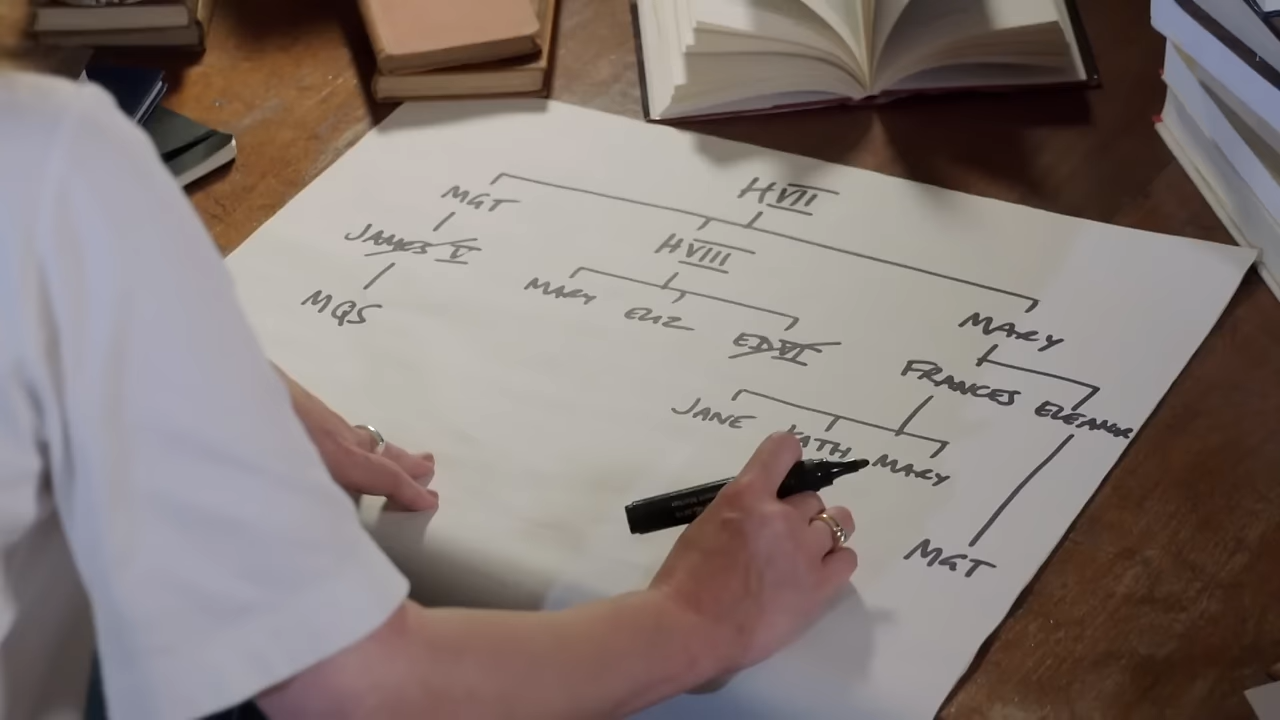 HVII
MGT
HVIII
JAMES V
MQS
MARY ELIZ EDVI
MARY
FRANCES ELEANOR
JANE KATH MARY
MGT